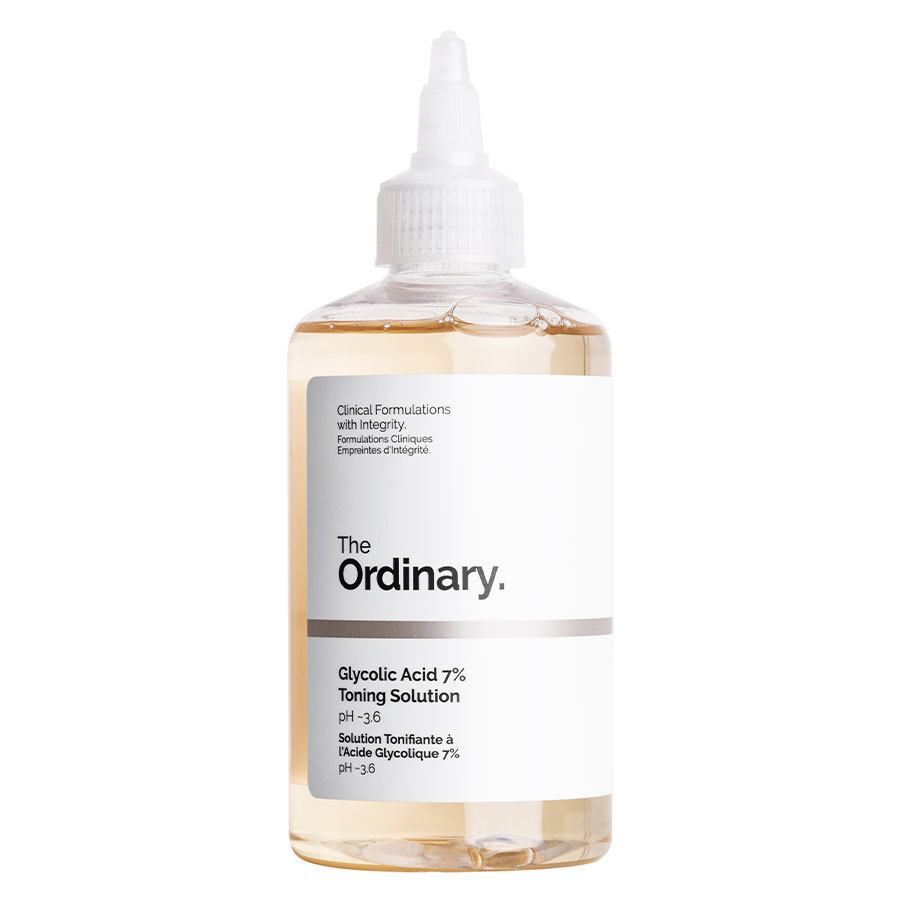 Clinical Formulations
with Integrity.
Formulations Cliniques
Empreintes d'Intégrité.
The
Ordinary.
Glycolic Acid 7%
Toning Solution
pH ~3.6
Solution Tonifiante à
l'Acide Glycolique 7%
pH ~3.6